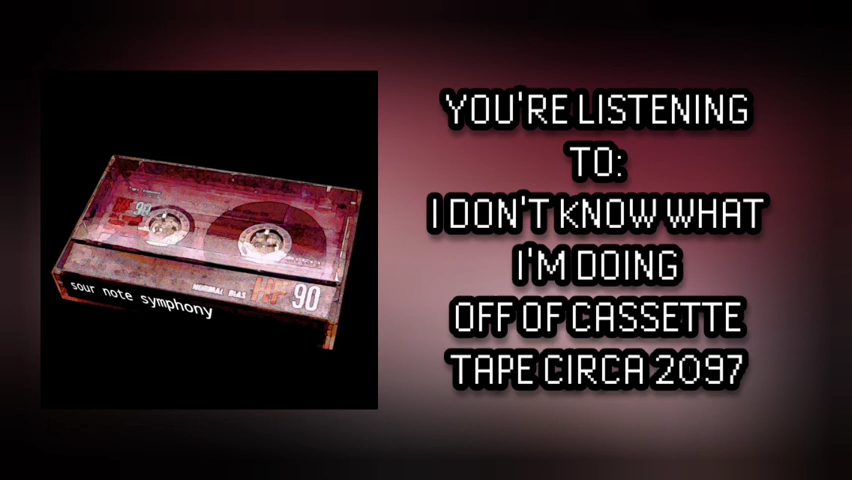 YOU'RE LISTENING
TO:
I DON'T KNOW WHAT
I'M DOING
OFF OF CASSETTE
TAPE CIRCA 2097
90
NORMAL BIAS
90
sour note symphony